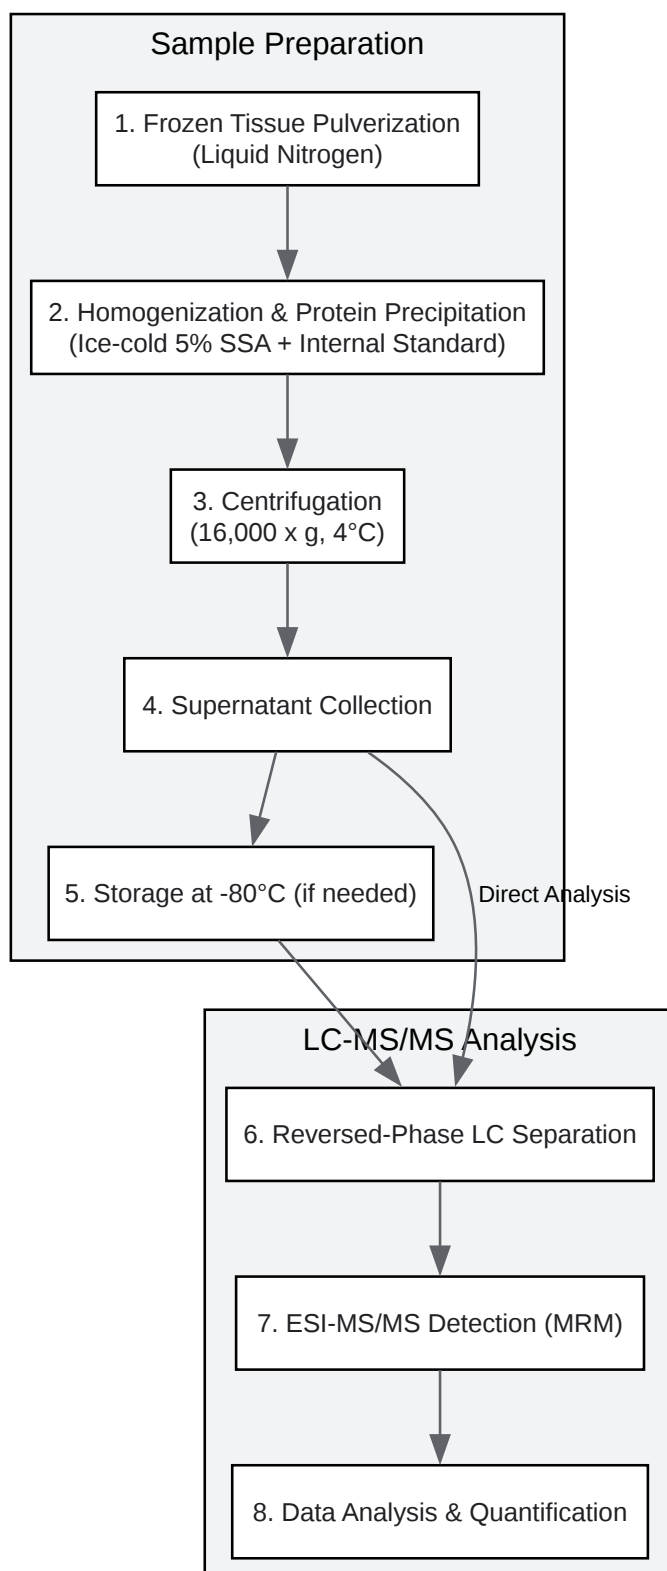 Sample Preparation
1. Frozen Tissue Pulverization
(Liquid Nitrogen)
2. Homogenization & Protein Precipitation
(Ice-cold 5% SSA + Internal Standard)
3. Centrifugation
(16,000 x g, 4°C)
4. Supernatant Collection
5. Storage at -80°C (if needed)
Direct Analysis
LC-MS/MS Analysis
6. Reversed-Phase LC Separation
7. ESI-MS/MS Detection (MRM)
8. Data Analysis & Quantification